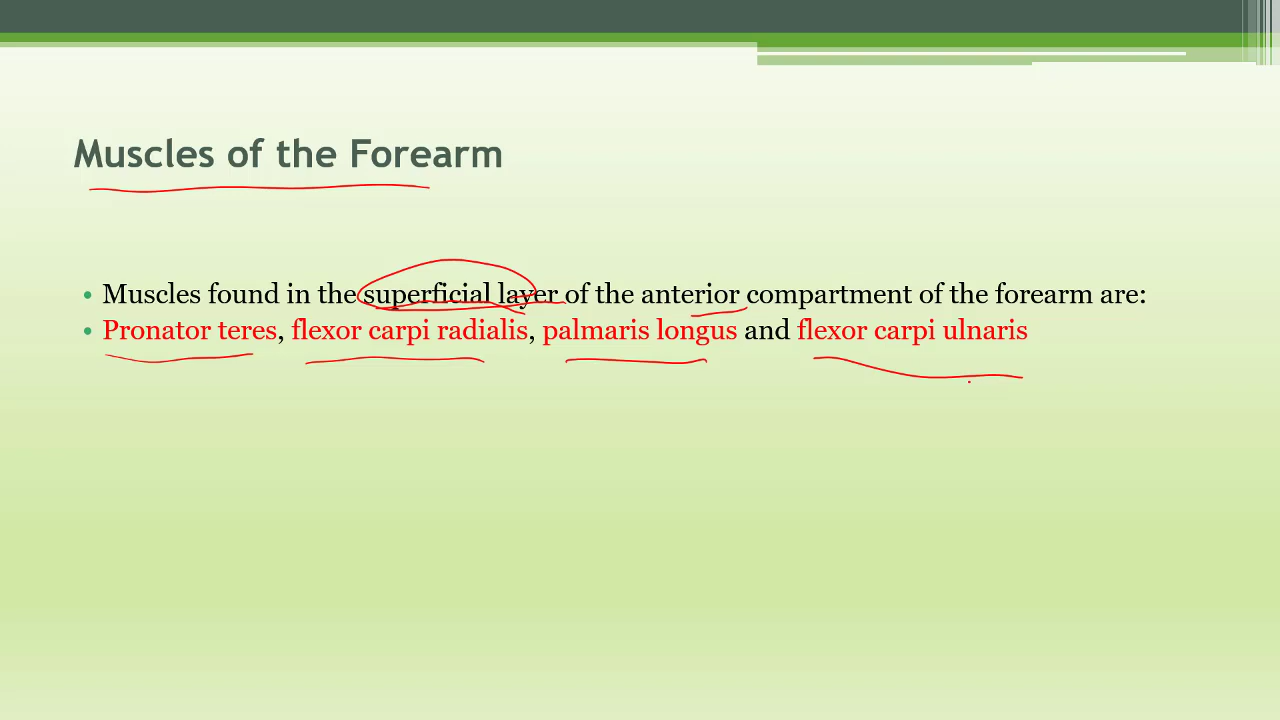 Muscles of the Forearm
• Muscles found in the superficial layer of the anterior compartment of the forearm are:
• Pronator teres, flexor carpi radialis, palmaris longus and flexor carpi ulnaris